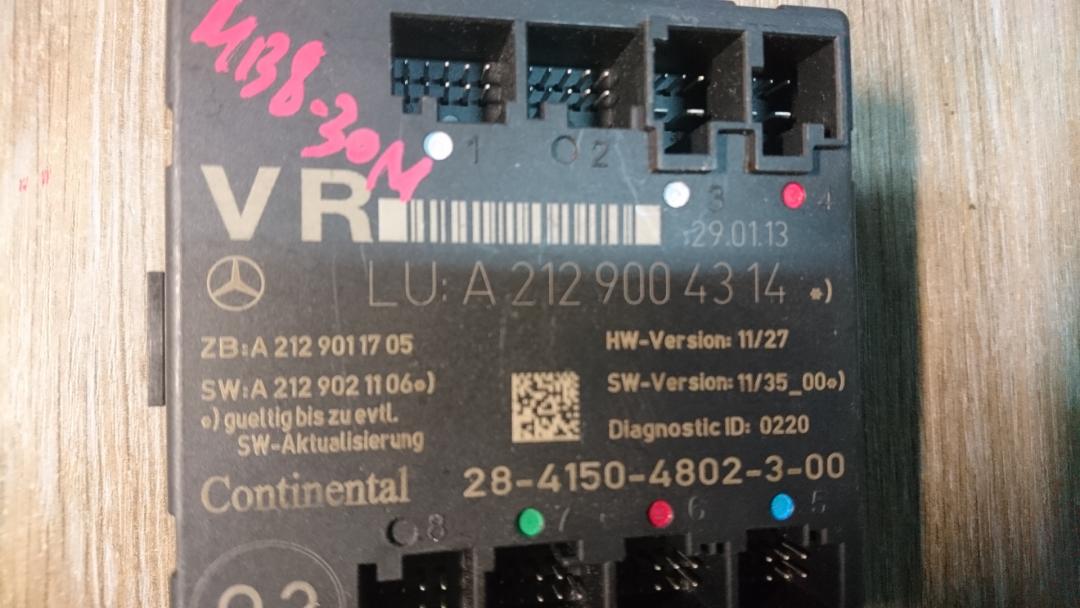 MB8-30M
1 2
3 4
VR
29.01.13
LU: A 212 900 43 14 *)
ZB:A 212 901 17 05
HW-Version: 11/27
SW:A 212 902 11 06*)
SW-Version: 11/35_00*)
*) gueltig bis zu evtl.
SW-Aktualisierung
Diagnostic ID: 0220
Continental 28-4150-4802-3-00
8 7 6 5